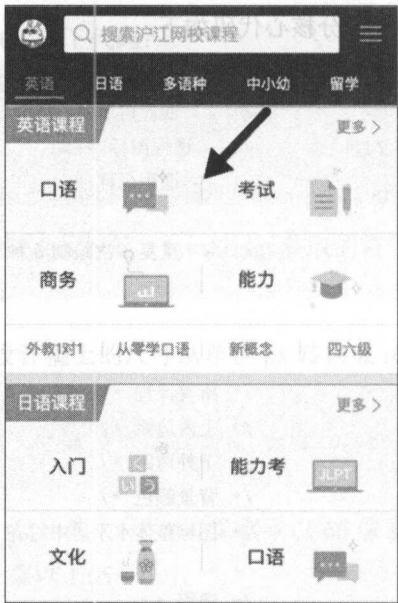 搜索沪江网校课程
英语 日语 多语种 中小幼 留学
英语课程 更多 >
口语 考试
商务 能力
外教1对1 从零学口语 新概念 四六级
日语课程 更多 >
入门 く い う 能力考 JLPT
文化 口语